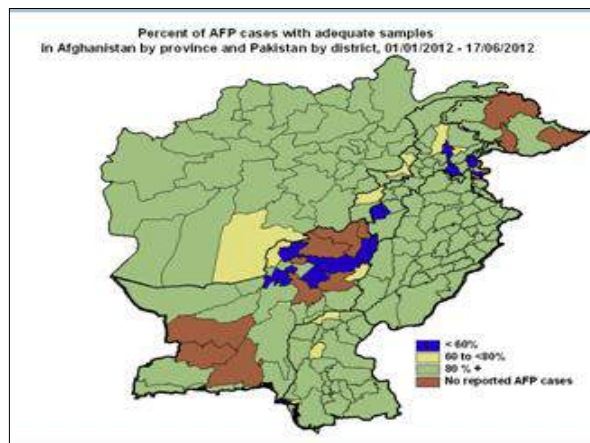 Percent of AFP cases with adequate samples
in Afghanistan by province and Pakistan by district, 01/01/2012 - 17/06/2012
< 60%
60 to <80%
80 % +
No reported AFP cases